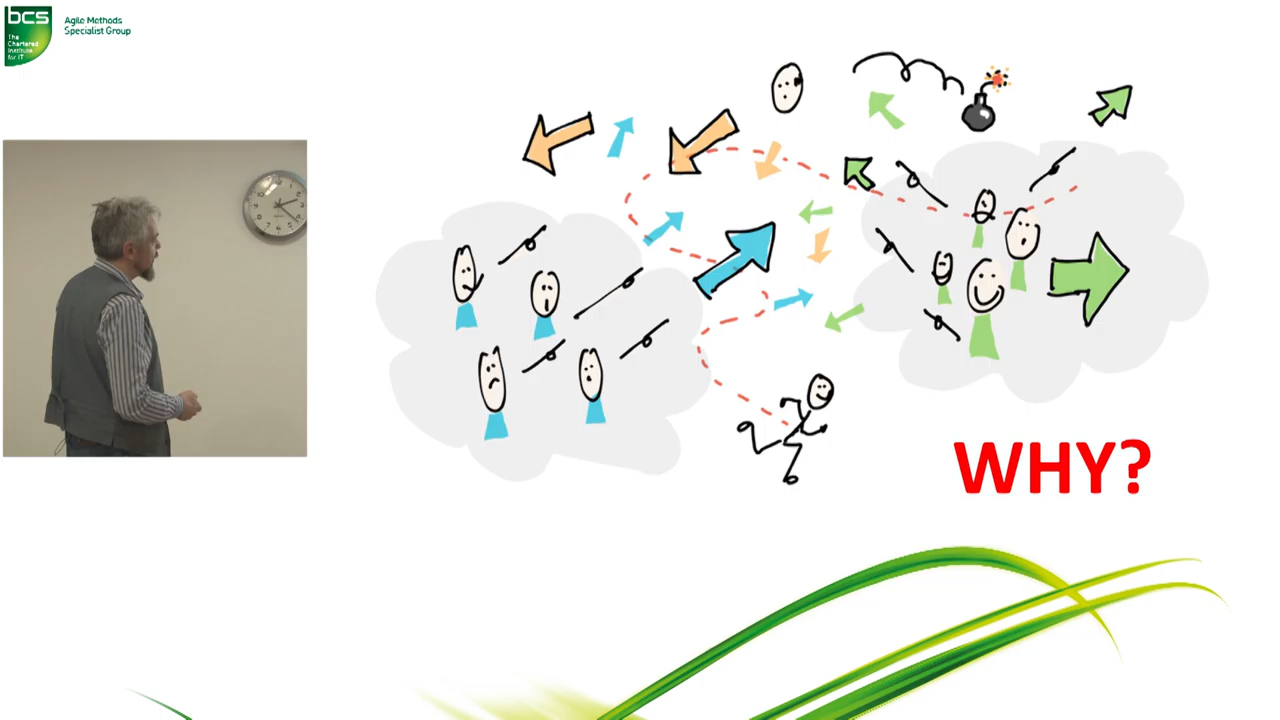 bcs
The
Chartered
Institute
for IT
Agile Methods
Specialist Group
WHY?